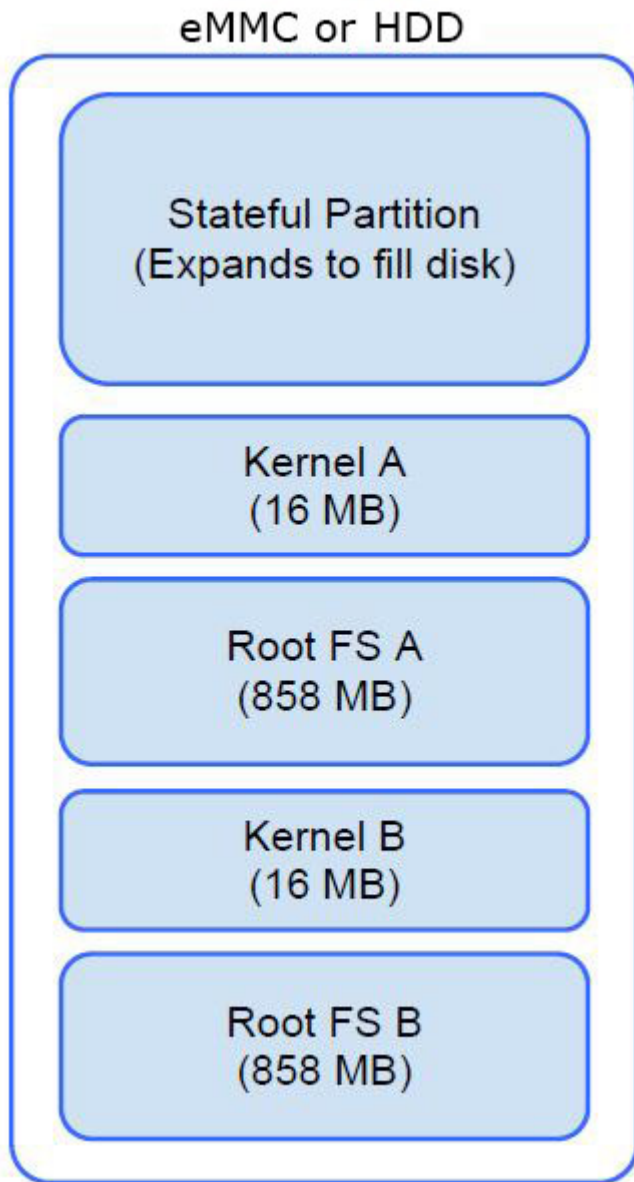 eMMC or HDD
Stateful Partition
(Expands to fill disk)
Kernel A
(16 MB)
Root FS A
(858 MB)
Kernel B
(16 MB)
Root FS B
(858 MB)